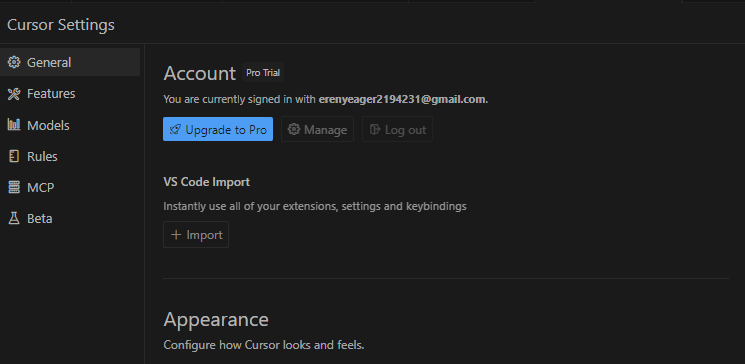 Cursor Settings
General
Features
Models
Rules
MCP
Beta
Account Pro Trial
You are currently signed in with erenyeager2194231@gmail.com.
Upgrade to Pro Manage Log out
VS Code Import
Instantly use all of your extensions, settings and keybindings
+ Import
Appearance
Configure how Cursor looks and feels.